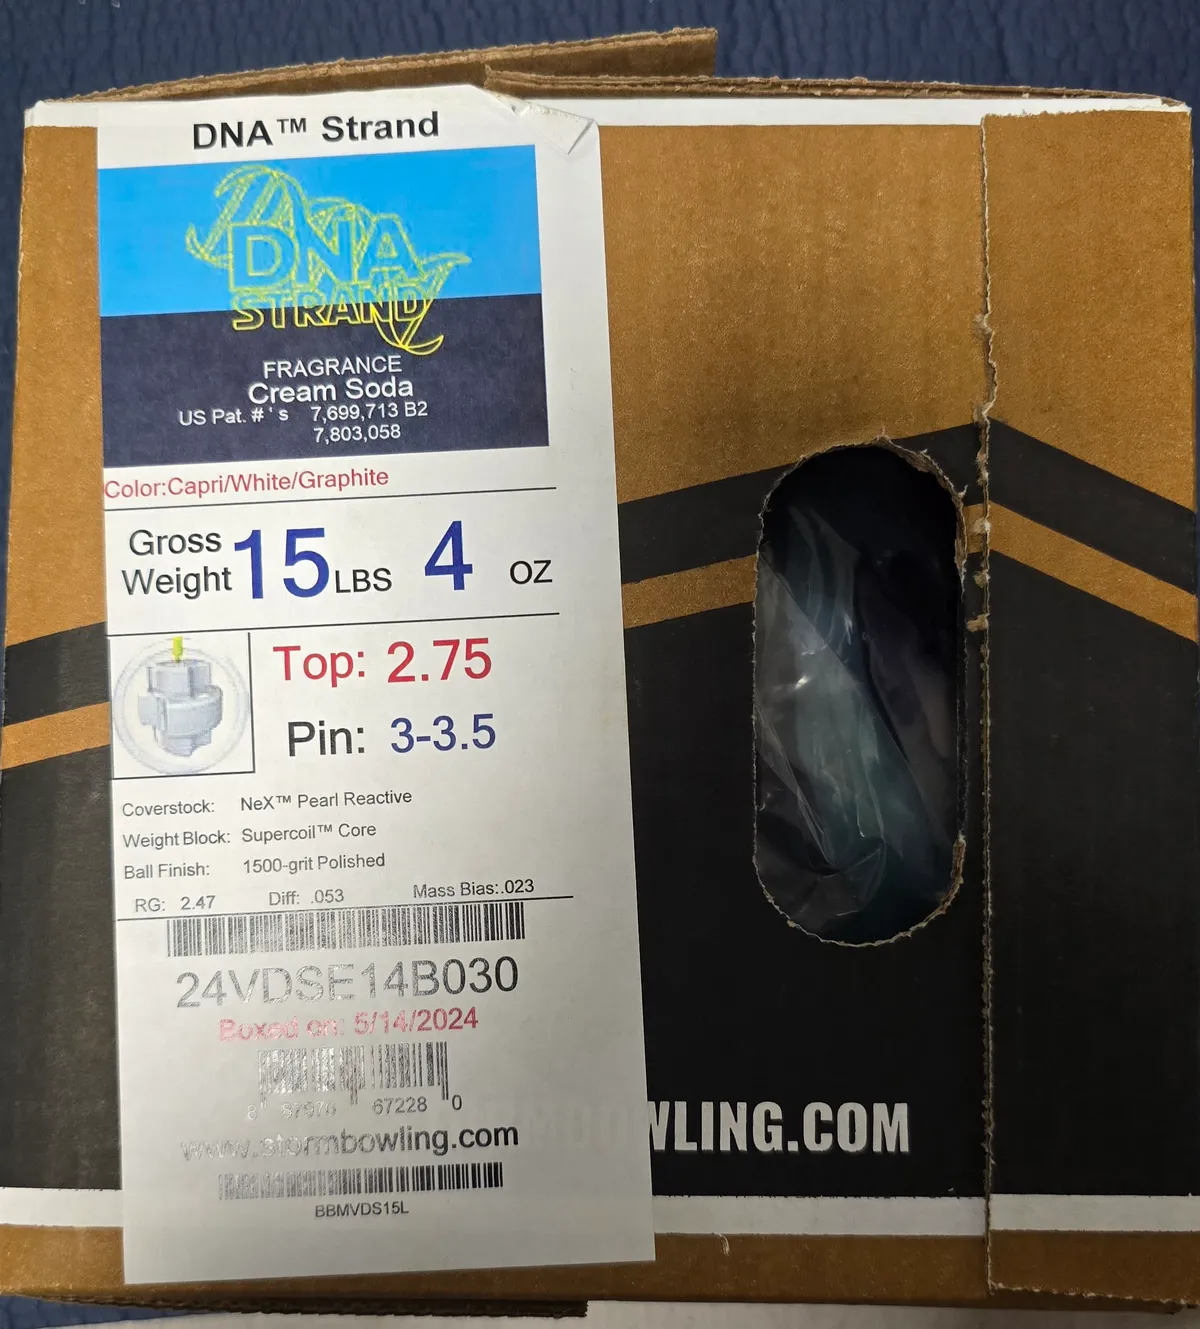 DNA™ Strand
DNA
STRAND
FRAGRANCE
Cream Soda
US Pat. #'s 7,699,713 B2
7,803,058
Color:Capri/White/Graphite
Gross Weight 15 LBS 4 OZ
Top: 2.75
Pin: 3-3.5
Coverstock: NeX™ Pearl Reactive
Weight Block: Supercoil™ Core
Ball Finish: 1500-grit Polished
RG: 2.47 Diff: .053 Mass Bias:.023
24VDSE14B030
Boxed on: 5/14/2024
8 87976 67228 0
www.stormbowling.com
BBMVDS15L
WLING.COM